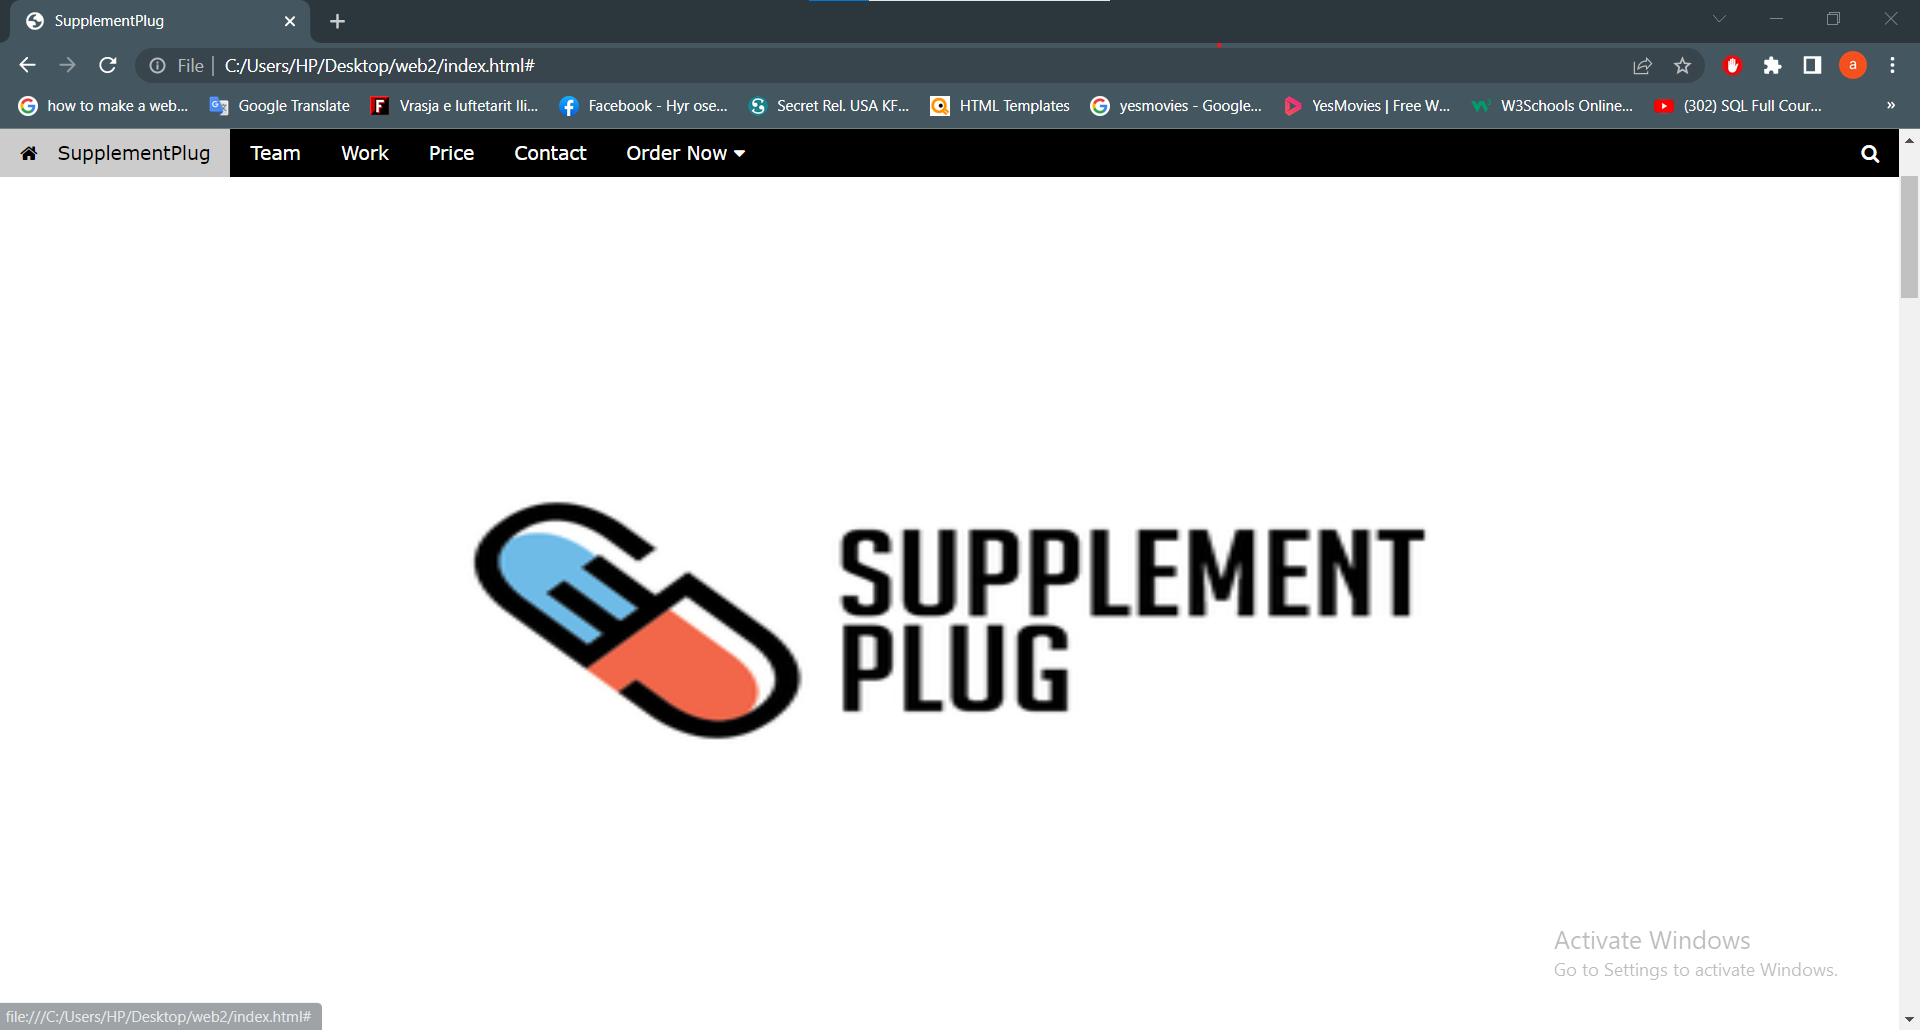 SupplementPlug
File | C:/Users/HP/Desktop/web2/index.html#
how to make a web... Google Translate Vrasja e luftetarit Ili... Facebook - Hyr ose... Secret Rel. USA KF... HTML Templates yesmovies - Google... YesMovies | Free W... W3Schools Online... (302) SQL Full Cour... »
SupplementPlug Team Work Price Contact Order Now
SUPPLEMENT
PLUG
Activate Windows
Go to Settings to activate Windows.
file:///C:/Users/HP/Desktop/web2/index.html#